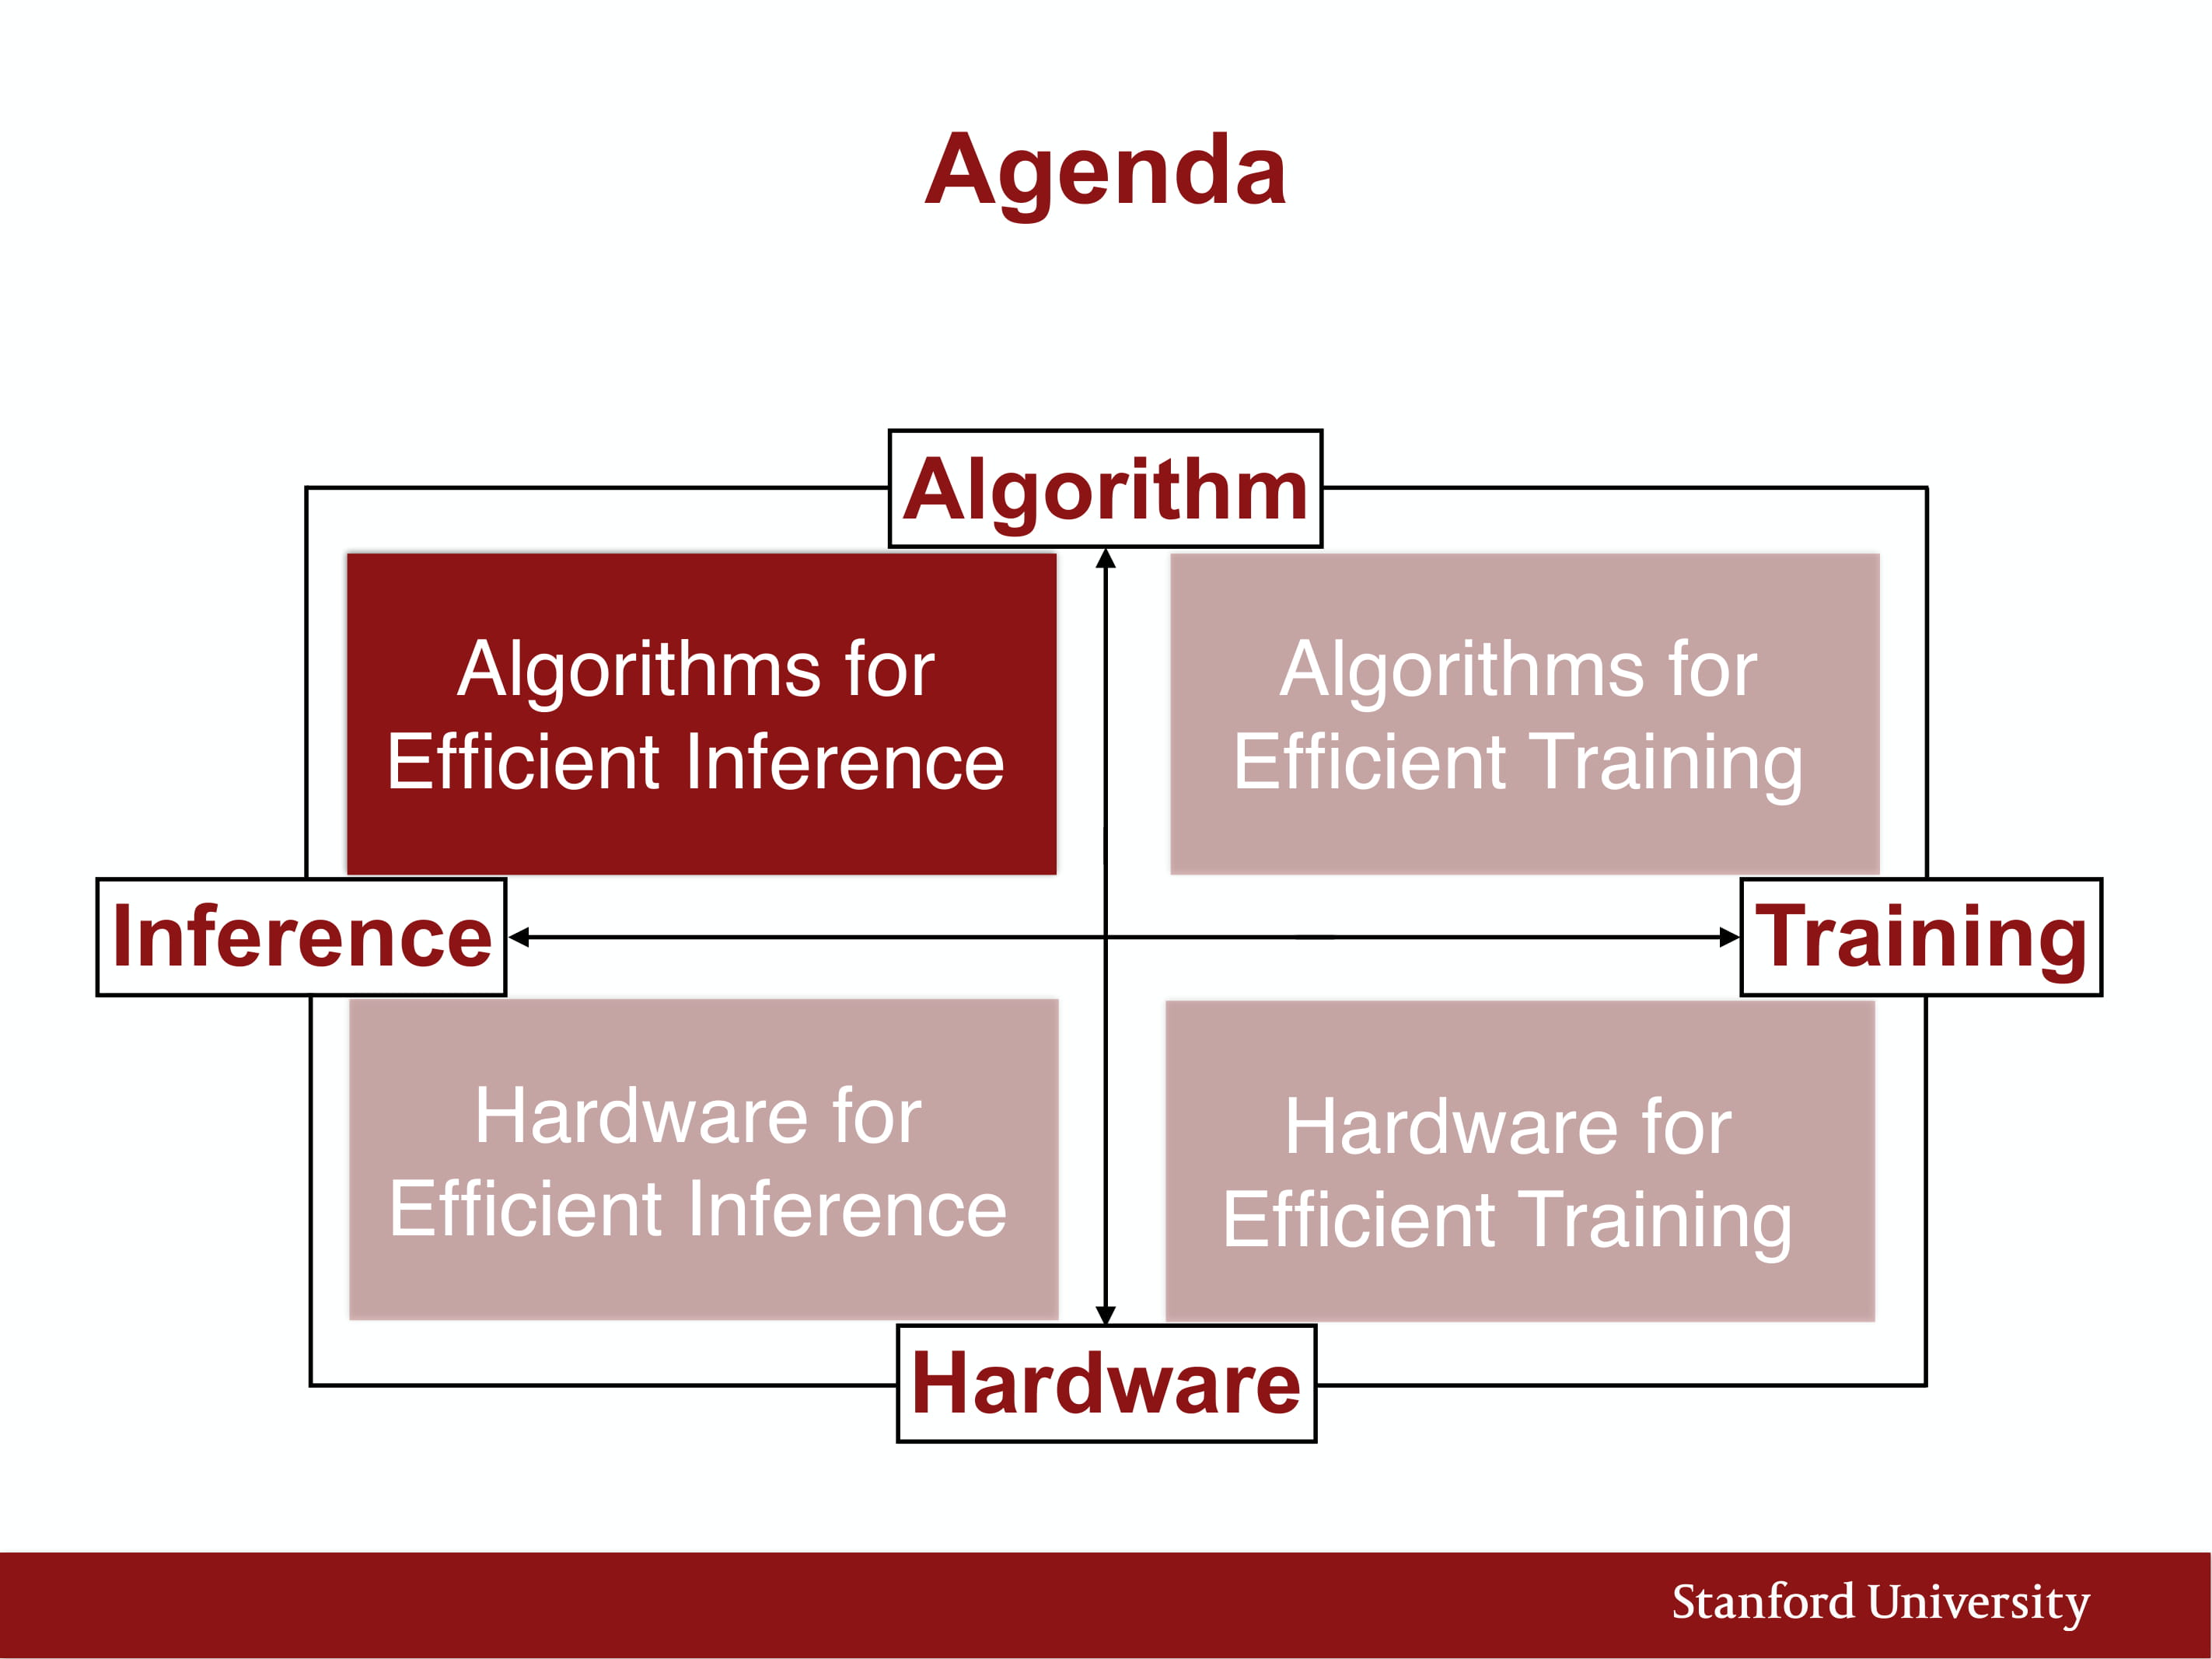 Agenda
Algorithm
Algorithms for
Efficient Inference
Algorithms for
Efficient Training
Inference
Training
Hardware for
Efficient Inference
Hardware for
Efficient Training
Hardware
Stanford University